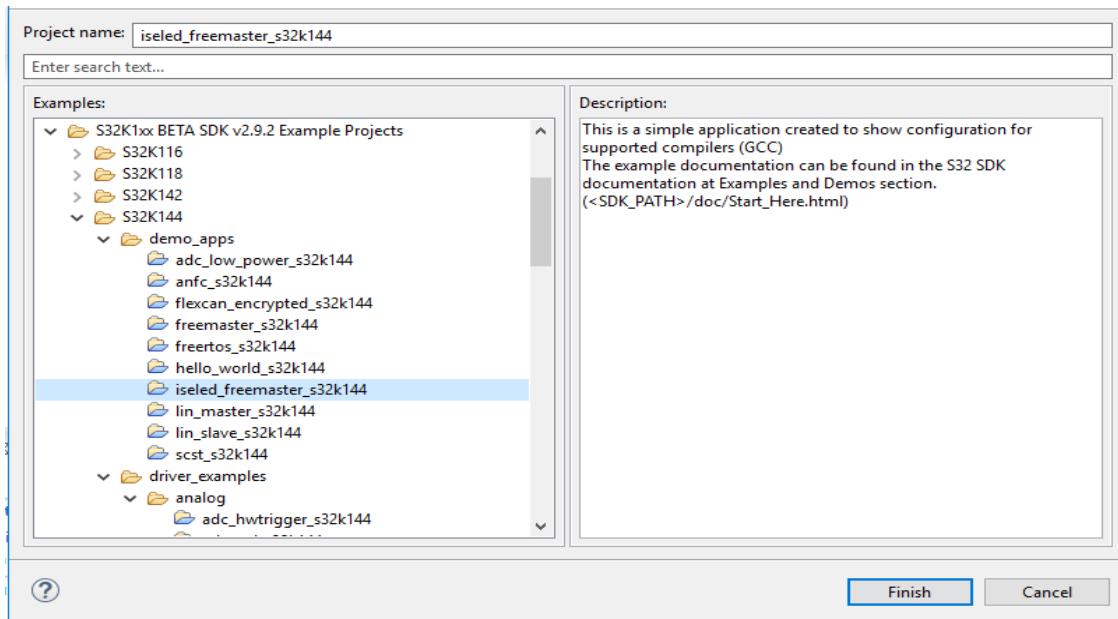 Project name: iseled_freemaster_s32k144
Enter search text...
Examples:
S32K1xx BETA SDK v2.9.2 Example Projects
S32K116
S32K118
S32K142
S32K144
demo_apps
adc_low_power_s32k144
anfc_s32k144
flexcan_encrypted_s32k144
freemaster_s32k144
freertos_s32k144
hello_world_s32k144
iseled_freemaster_s32k144
lin_master_s32k144
lin_slave_s32k144
scst_s32k144
driver_examples
analog
adc_hwtrigger_s32k144
Description:
This is a simple application created to show configuration for
supported compilers (GCC)
The example documentation can be found in the S32 SDK
documentation at Examples and Demos section.
(<SDK_PATH>/doc/Start_Here.html)
?
Finish Cancel